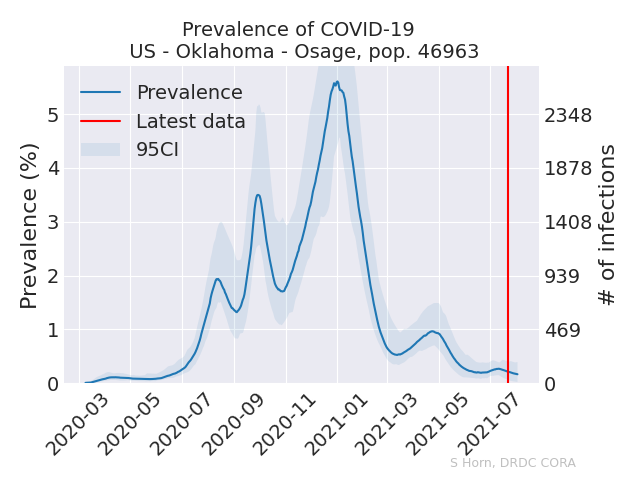 Prevalence of COVID-19
US - Oklahoma - Osage, pop. 46963
Prevalence
Latest data
95CI
Prevalence (%)
5
4
3
2
1
0
2348
1878
1408
939
469
0
# of infections
2020-03
2020-05
2020-07
2020-09
2020-11
2021-01
2021-03
2021-05
2021-07
S Horn, DRDC CORA